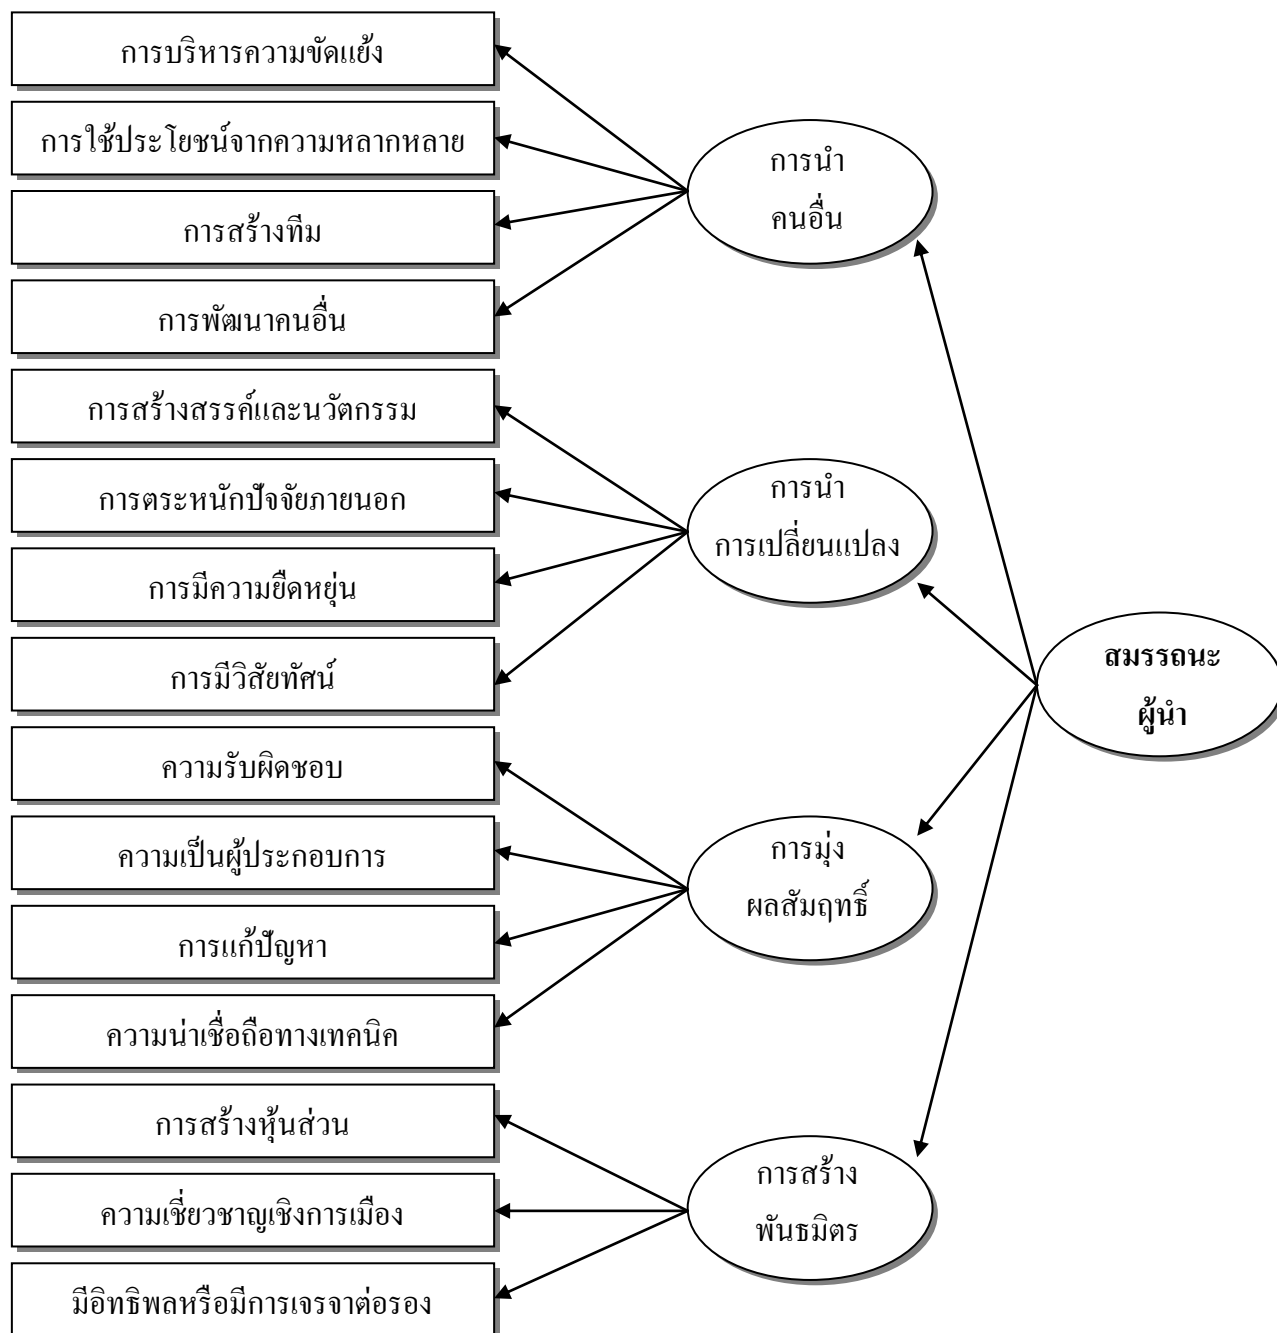 การบริหารความขัดแย้ง
การใช้ประโยชน์จากความหลากหลาย
การสร้างทีม
การพัฒนาคนอื่น
การนำ
คนอื่น
การสร้างสรรค์และนวัตกรรม
การตระหนักปัจจัยภายนอก
การมีความยืดหยุ่น
การมีวิสัยทัศน์
การนำ
การเปลี่ยนแปลง
สมรรถนะ
ผู้นำ
ความรับผิดชอบ
ความเป็นผู้ประกอบการ
การแก้ปัญหา
ความน่าเชื่อถือทางเทคนิค
การมุ่ง
ผลสัมฤทธิ์
การสร้างหุ้นส่วน
ความเชี่ยวชาญเชิงการเมือง
มีอิทธิพลหรือมีการเจรจาต่อรอง
การสร้าง
พันธมิตร